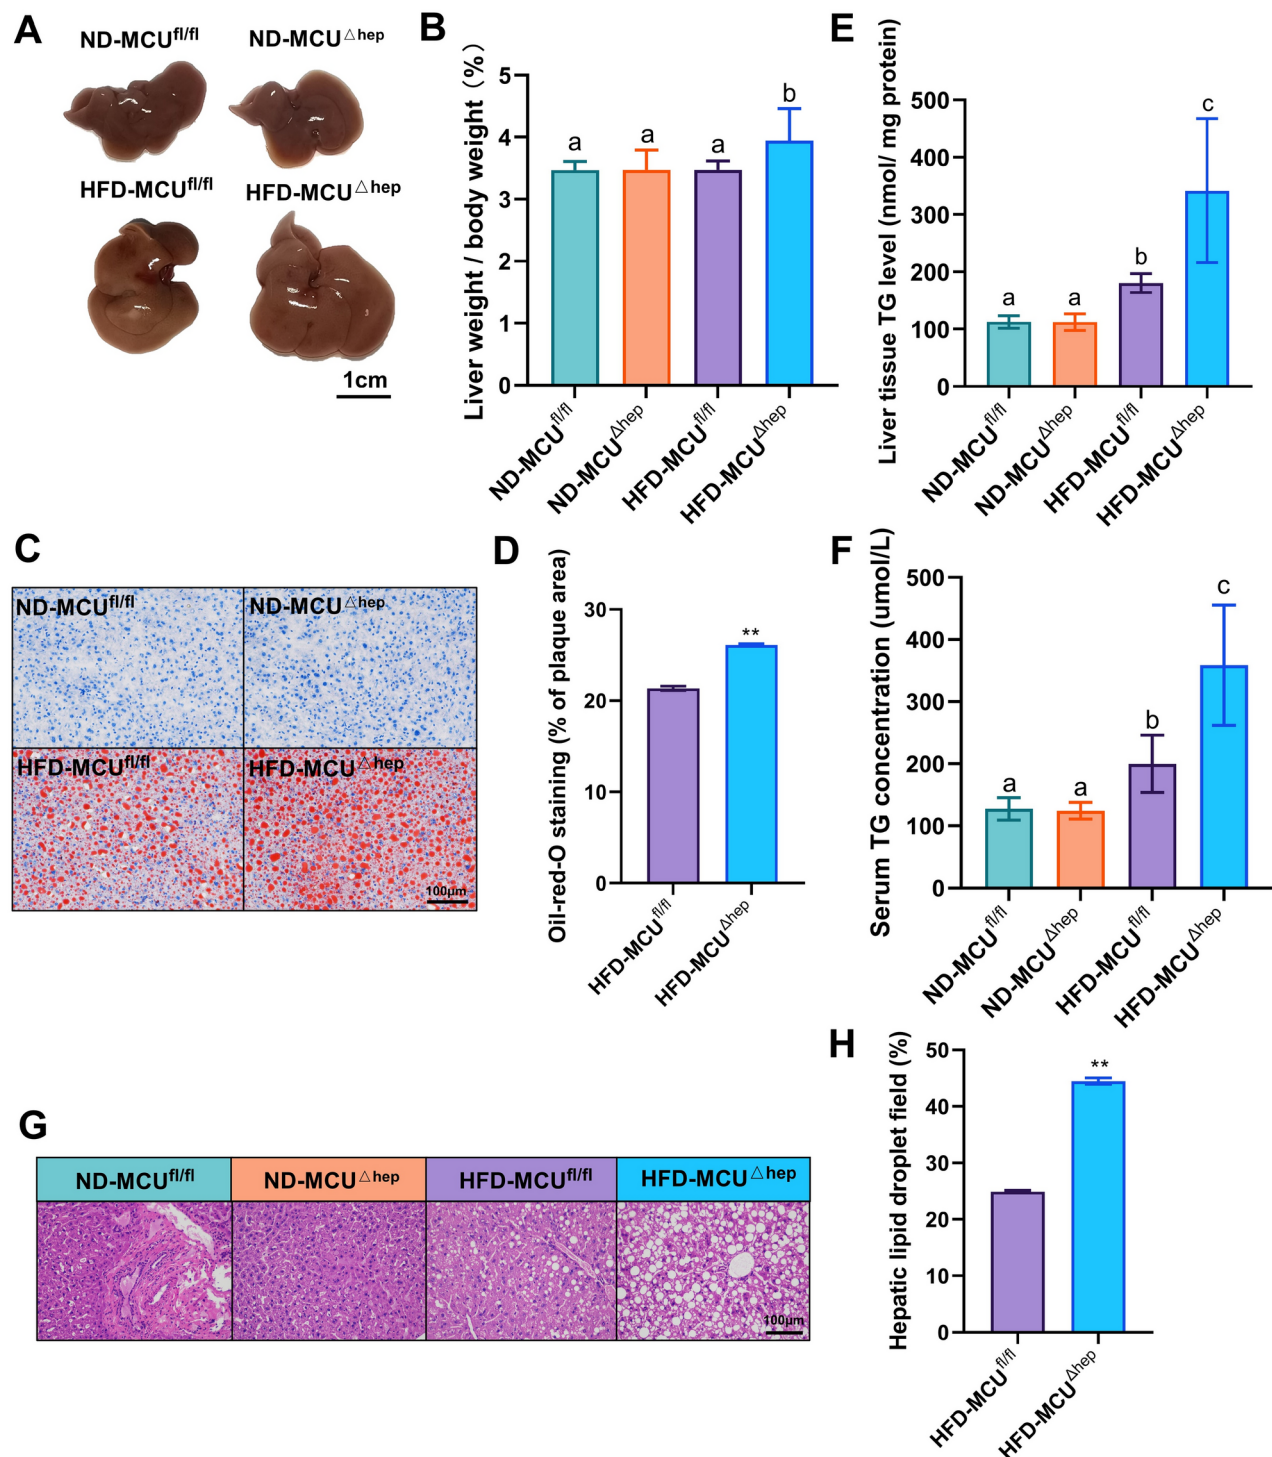 A
ND-MCUfl/fl
ND-MCU△hep
HFD-MCUfl/fl
HFD-MCU△hep
1cm
B
Liver weight / body weight (%)
5
4
3
2
1
0
a
a
a
b
ND-MCUfl/fl
ND-MCUΔhep
HFD-MCUfl/fl
HFD-MCUΔhep
E
Liver tissue TG level (nmol/ mg protein)
500
400
300
200
100
0
a
a
b
c
ND-MCUfl/fl
ND-MCUΔhep
HFD-MCUfl/fl
HFD-MCUΔhep
C
ND-MCUfl/fl
ND-MCU△hep
HFD-MCUfl/fl
HFD-MCU△hep
100μm
D
Oil-red-O staining (% of plaque area)
30
20
10
0
**
HFD-MCUfl/fl
HFD-MCUΔhep
F
Serum TG concentration (umol/L)
500
400
300
200
100
0
a
a
b
c
ND-MCUfl/fl
ND-MCUΔhep
HFD-MCUfl/fl
HFD-MCUΔhep
G
ND-MCUfl/fl
ND-MCU△hep
HFD-MCUfl/fl
HFD-MCU△hep
100μm
H
Hepatic lipid droplet field (%)
50
40
30
20
10
0
**
HFD-MCUfl/fl
HFD-MCUΔhep